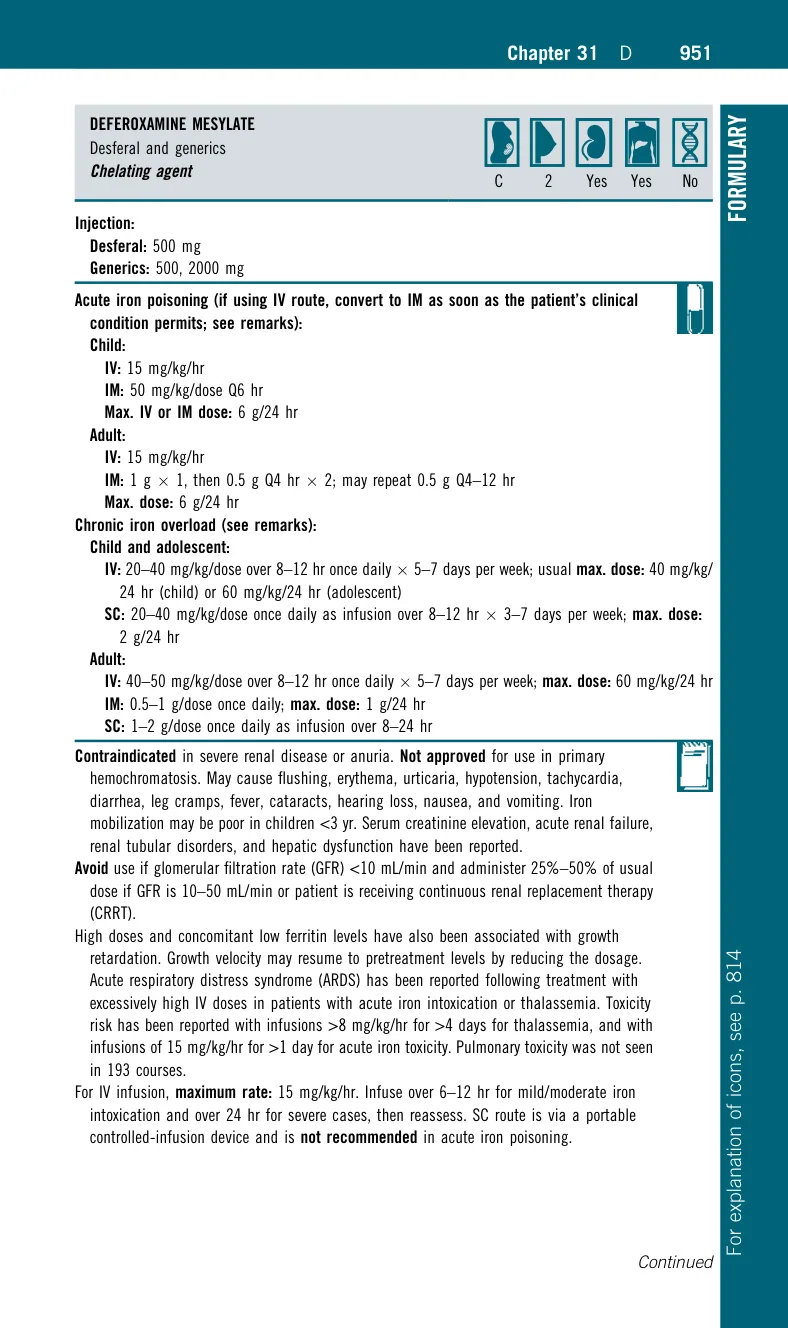 Chapter 31 D 951
DEFEROXAMINE MESYLATE
Desferal and generics
Chelating agent
C 2 Yes Yes No
Injection:
Desferal: 500 mg
Generics: 500, 2000 mg
Acute iron poisoning (if using IV route, convert to IM as soon as the patient's clinical
condition permits; see remarks):
Child:
IV: 15 mg/kg/hr
IM: 50 mg/kg/dose Q6 hr
Max. IV or IM dose: 6 g/24 hr
Adult:
IV: 15 mg/kg/hr
IM: 1 g × 1, then 0.5 g Q4 hr × 2; may repeat 0.5 g Q4–12 hr
Max. dose: 6 g/24 hr
Chronic iron overload (see remarks):
Child and adolescent:
IV: 20–40 mg/kg/dose over 8–12 hr once daily × 5–7 days per week; usual max. dose: 40 mg/kg/
24 hr (child) or 60 mg/kg/24 hr (adolescent)
SC: 20–40 mg/kg/dose once daily as infusion over 8–12 hr × 3–7 days per week; max. dose:
2 g/24 hr
Adult:
IV: 40–50 mg/kg/dose over 8–12 hr once daily × 5–7 days per week; max. dose: 60 mg/kg/24 hr
IM: 0.5–1 g/dose once daily; max. dose: 1 g/24 hr
SC: 1–2 g/dose once daily as infusion over 8–24 hr
Contraindicated in severe renal disease or anuria. Not approved for use in primary
hemochromatosis. May cause flushing, erythema, urticaria, hypotension, tachycardia,
diarrhea, leg cramps, fever, cataracts, hearing loss, nausea, and vomiting. Iron
mobilization may be poor in children <3 yr. Serum creatinine elevation, acute renal failure,
renal tubular disorders, and hepatic dysfunction have been reported.
Avoid use if glomerular filtration rate (GFR) <10 mL/min and administer 25%–50% of usual
dose if GFR is 10–50 mL/min or patient is receiving continuous renal replacement therapy
(CRRT).
High doses and concomitant low ferritin levels have also been associated with growth
retardation. Growth velocity may resume to pretreatment levels by reducing the dosage.
Acute respiratory distress syndrome (ARDS) has been reported following treatment with
excessively high IV doses in patients with acute iron intoxication or thalassemia. Toxicity
risk has been reported with infusions >8 mg/kg/hr for >4 days for thalassemia, and with
infusions of 15 mg/kg/hr for >1 day for acute iron toxicity. Pulmonary toxicity was not seen
in 193 courses.
For IV infusion, maximum rate: 15 mg/kg/hr. Infuse over 6–12 hr for mild/moderate iron
intoxication and over 24 hr for severe cases, then reassess. SC route is via a portable
controlled-infusion device and is not recommended in acute iron poisoning.
Continued
FORMULARY
For explanation of icons, see p. 814